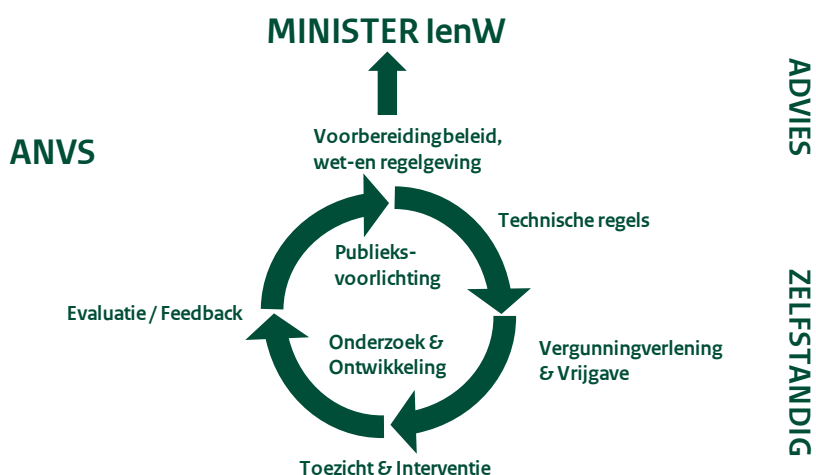 MINISTER IenW
ADVIES
Voorbereidingbeleid,
wet-en regelgeving
ANVS
Technische regels
Publieks-
voorlichting
Evaluatie / Feedback
Onderzoek &
Ontwikkeling
Vergunningverlening
& Vrijgave
ZELFSTANDIG
Toezicht & Interventie